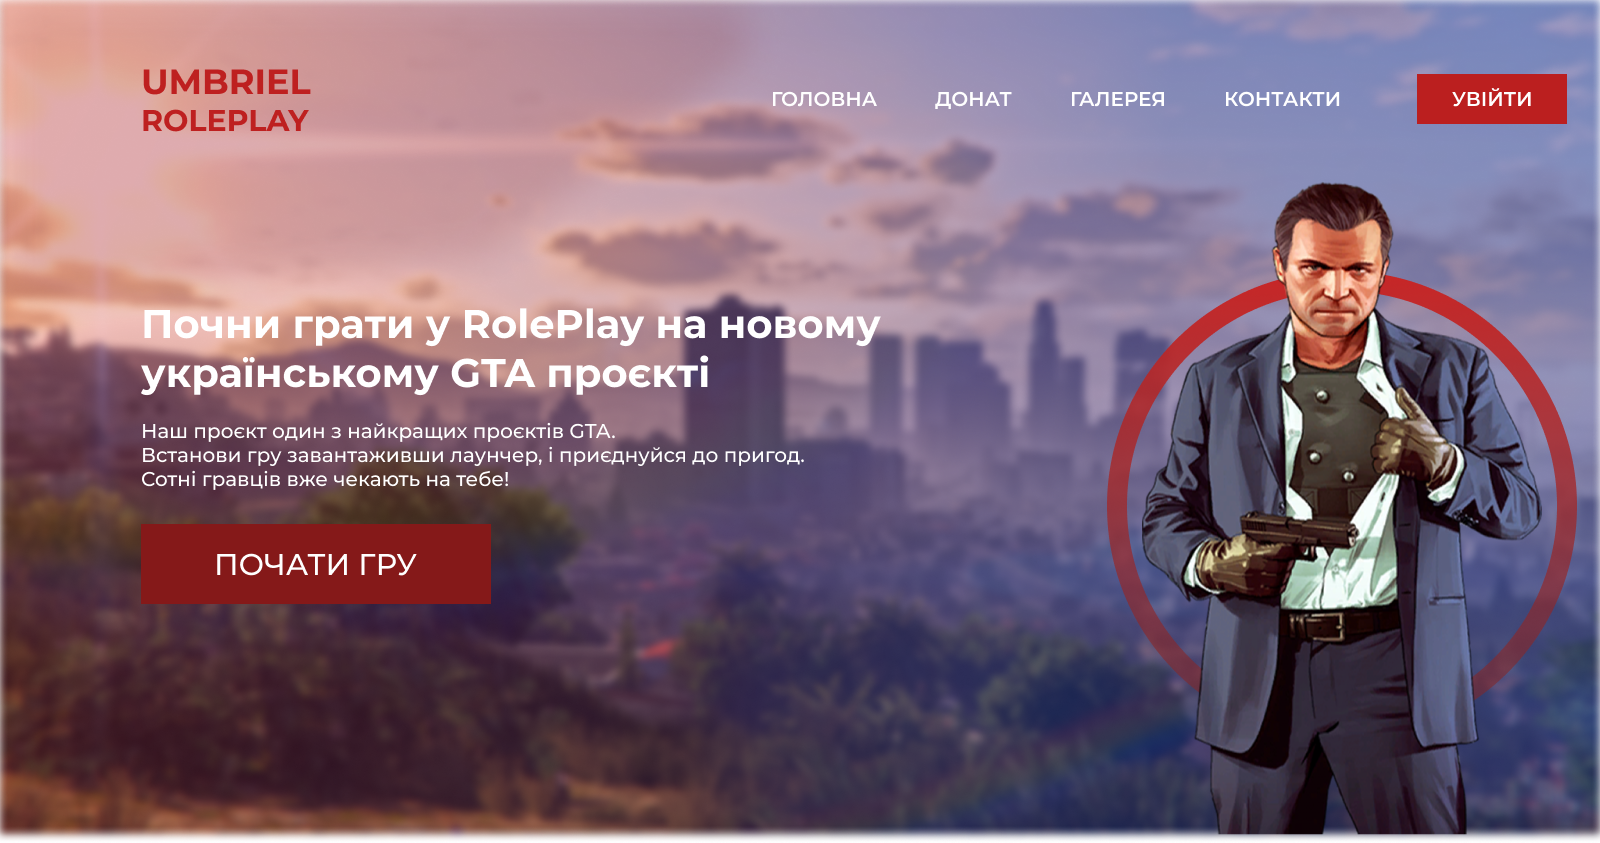 UMBRIEL
ROLEPLAY
ГОЛОВНА ДОНАТ ГАЛЕРЕЯ КОНТАКТИ УВІЙТИ
Почни грати у RolePlay на новому
українському GTA проєкті
Наш проєкт один з найкращих проєктів GTA.
Встанови гру завантаживши лаунчер, і приєднуйся до пригод.
Сотні гравців вже чекають на тебе!
ПОЧАТИ ГРУ